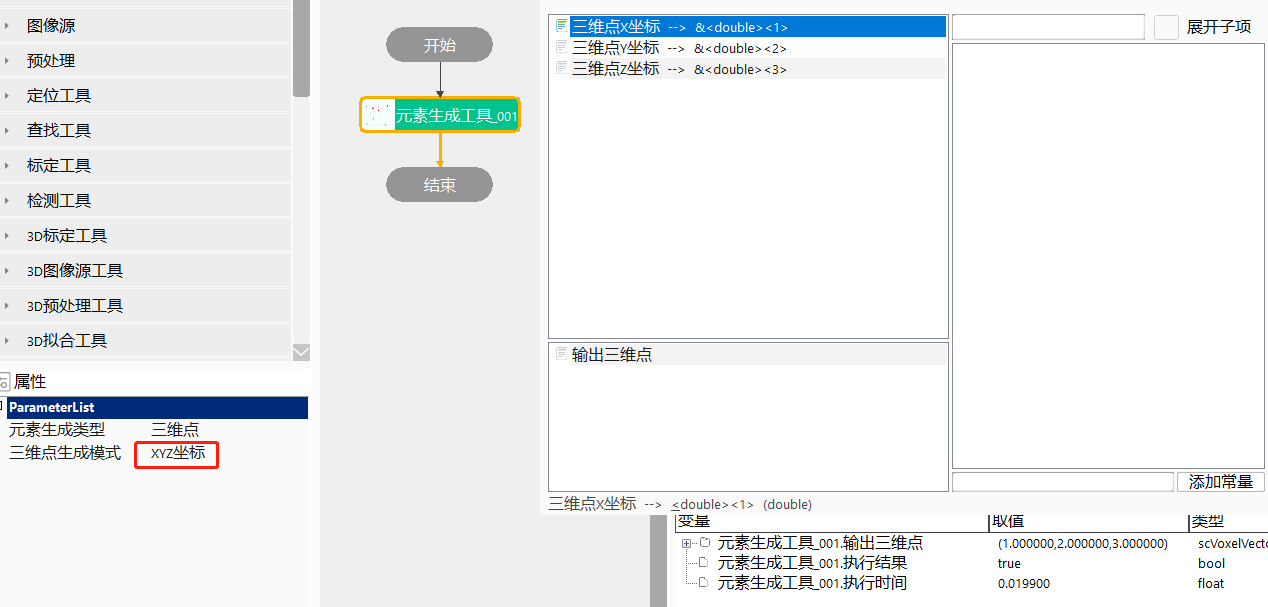 图像源
预处理
定位工具
查找工具
标定工具
检测工具
3D标定工具
3D图像源工具
3D预处理工具
3D拟合工具
属性
ParameterList
元素生成类型 三维点
三维点生成模式 XYZ坐标
开始
元素生成工具_001
结束
三维点X坐标 --> &<double><1>
三维点Y坐标 --> &<double><2>
三维点Z坐标 --> &<double><3>
输出三维点
三维点X坐标 --> <double><1> (double)
展开子项
添加常量
变量 取值 类型
元素生成工具_001.输出三维点 (1.000000,2.000000,3.000000) scVoxelVecto
元素生成工具_001.执行结果 true bool
元素生成工具_001.执行时间 0.019900 float